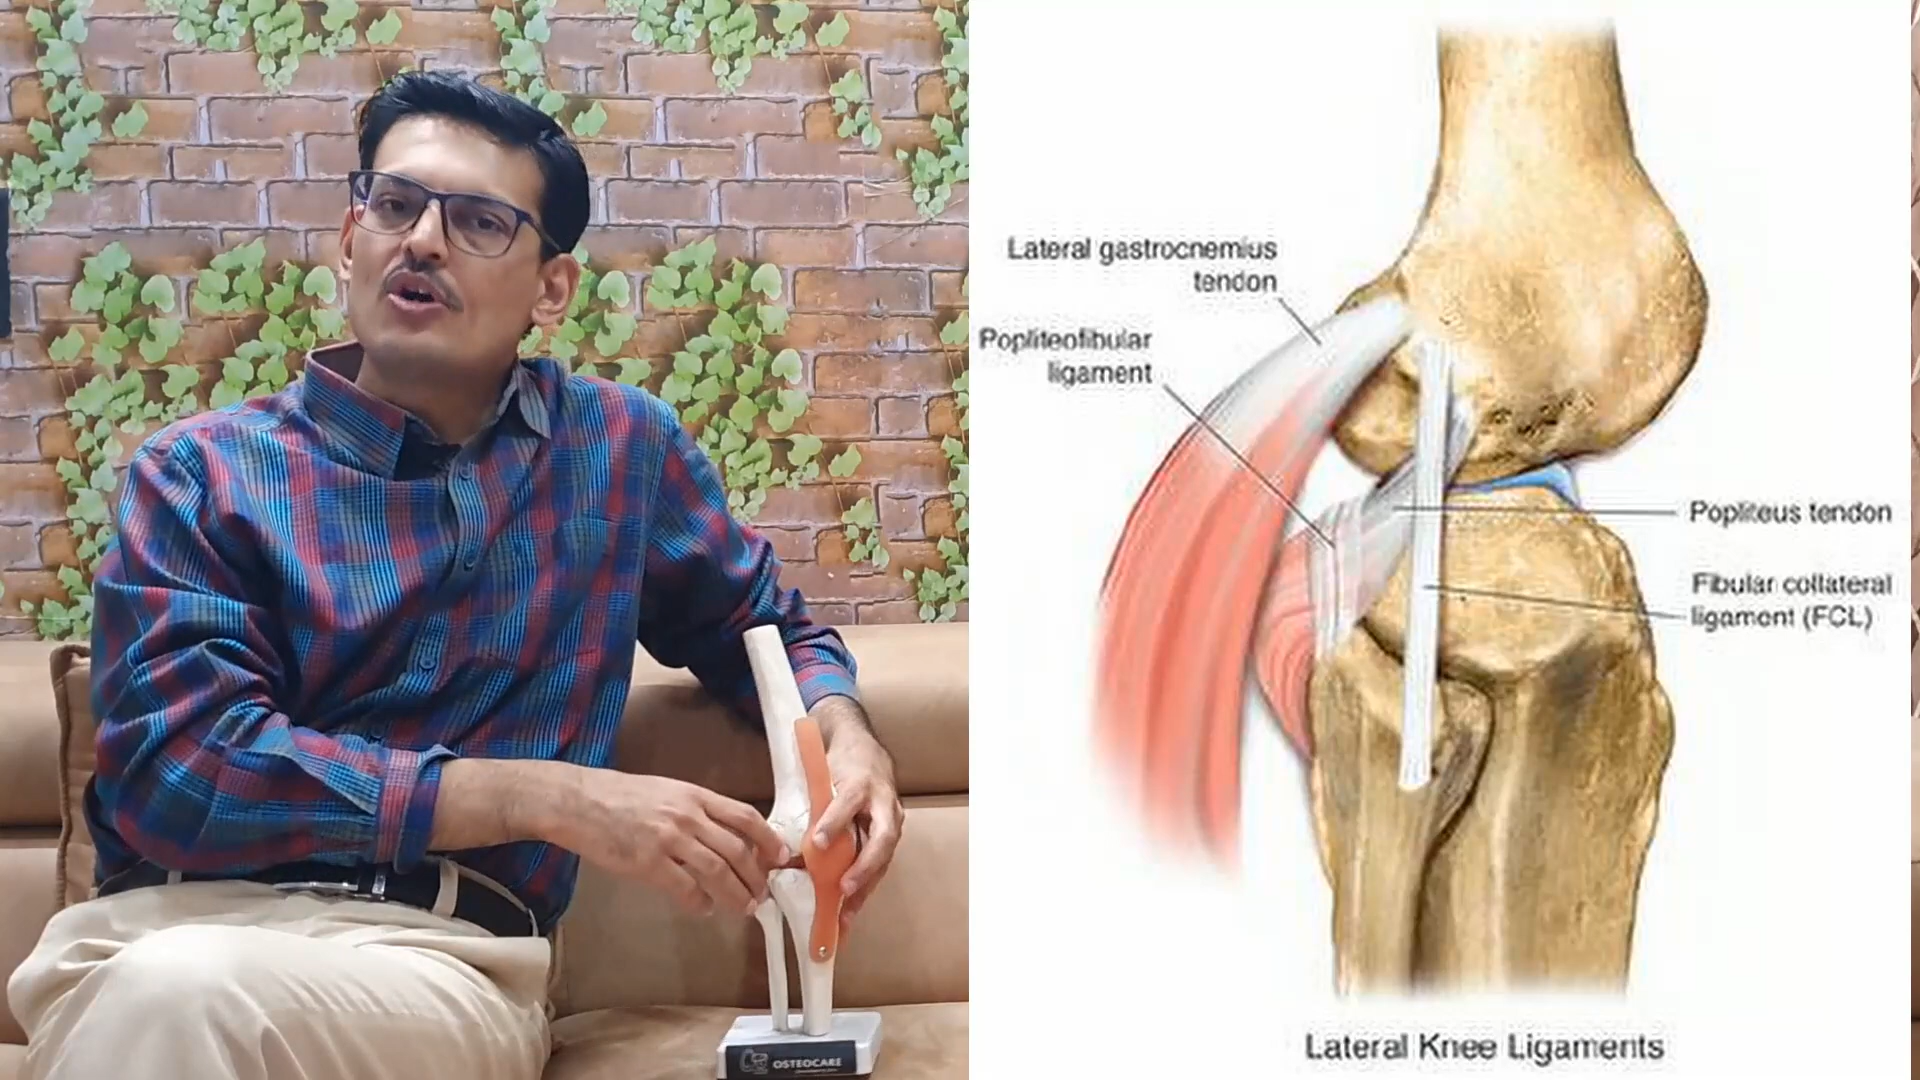 Lateral gastrocnemius
tendon
Popliteofibular
ligament
Popliteus tendon
Fibular collateral
ligament (FCL)
Lateral Knee Ligaments
OSTEOCARE